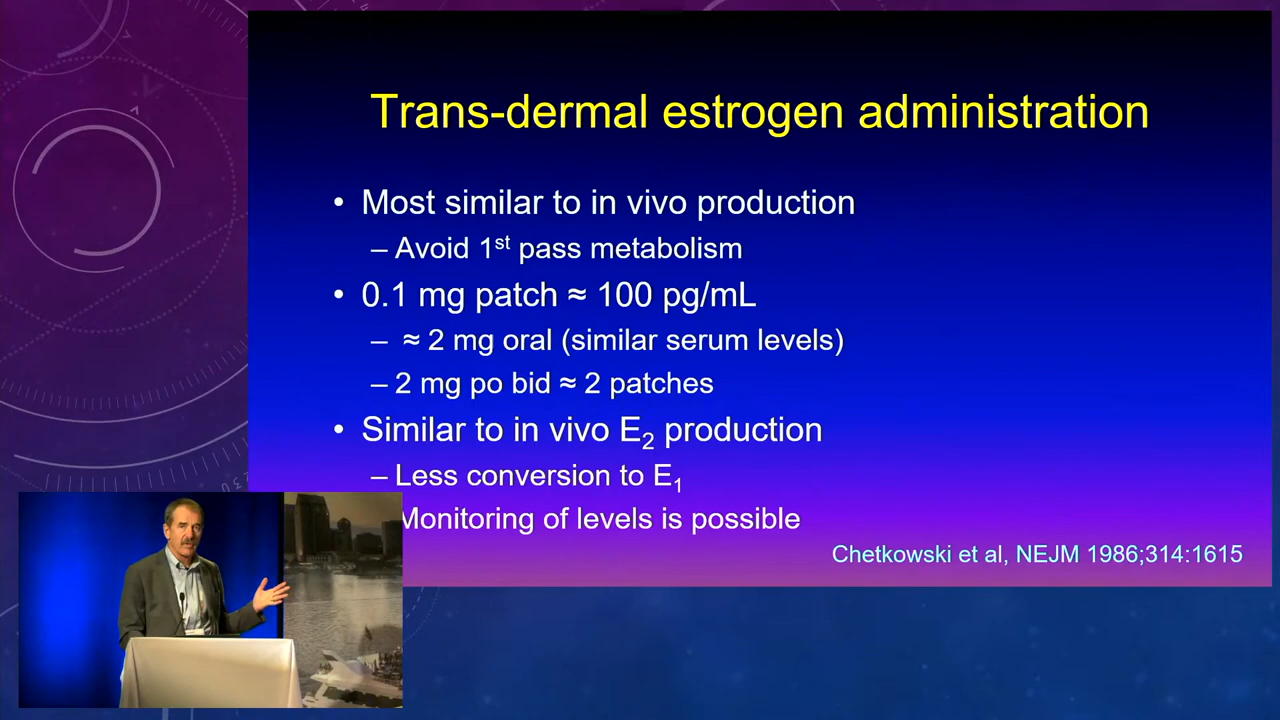 Trans-dermal estrogen administration
• Most similar to in vivo production
– Avoid 1st pass metabolism
• 0.1 mg patch ≈ 100 pg/mL
– ≈ 2 mg oral (similar serum levels)
– 2 mg po bid ≈ 2 patches
• Similar to in vivo E2 production
– Less conversion to E1
Monitoring of levels is possible
Chetkowski et al, NEJM 1986;314:1615